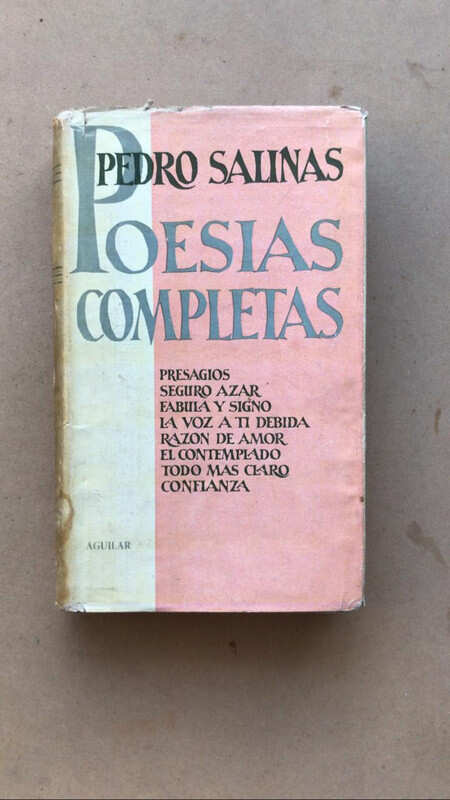 PEDRO SALINAS
POESIAS
COMPLETAS
PRESAGIOS
SEGURO AZAR
FABULA Y SIGNO
LA VOZ A TI DEBIDA
RAZON DE AMOR
EL CONTEMPLADO
TODO MAS CLARO
CONFIANZA
AGUILAR